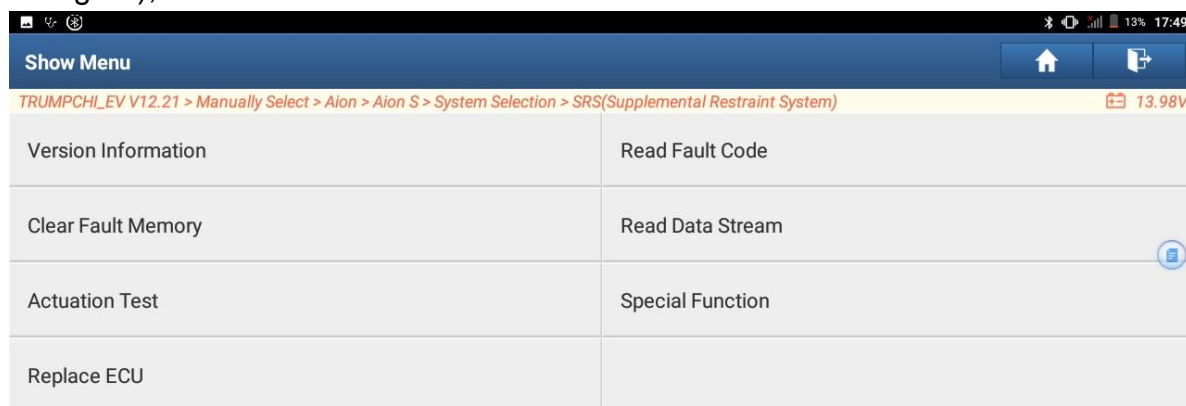 13% 17:49
Show Menu
TRUMPCHI_EV V12.21 > Manually Select > Aion > Aion S > System Selection > SRS(Supplemental Restraint System) 13.98V
Version Information Read Fault Code
Clear Fault Memory Read Data Stream
Actuation Test Special Function
Replace ECU